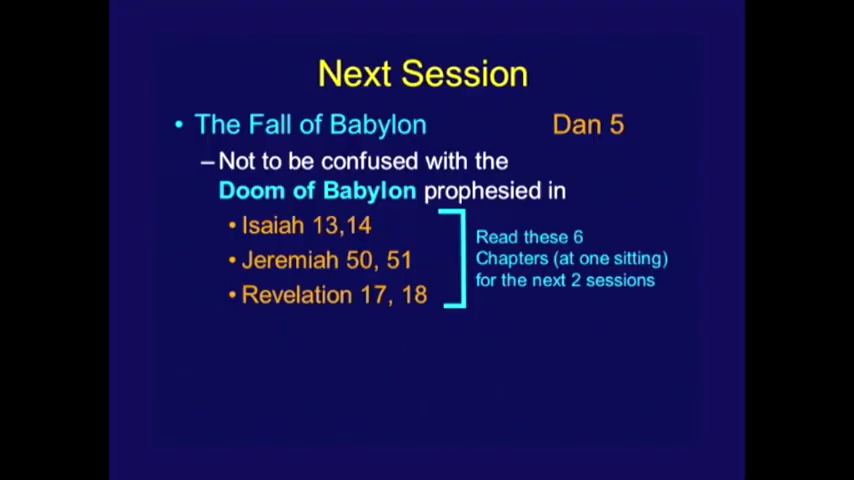 Next Session
• The Fall of Babylon Dan 5
–Not to be confused with the
Doom of Babylon prophesied in
• Isaiah 13,14
• Jeremiah 50, 51
• Revelation 17, 18
Read these 6
Chapters (at one sitting)
for the next 2 sessions